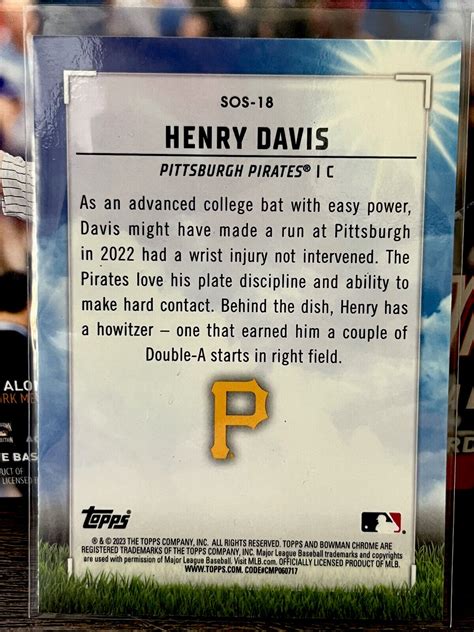 SOS-18
HENRY DAVIS
PITTSBURGH PIRATES® | C
As an advanced college bat with easy power,
Davis might have made a run at Pittsburgh
in 2022 had a wrist injury not intervened. The
Pirates love his plate discipline and ability to
make hard contact. Behind the dish, Henry has
a howitzer – one that earned him a couple of
Double-A starts in right field.
P
topps
® & © 2023 THE TOPPS COMPANY, INC. ALL RIGHTS RESERVED. TOPPS AND BOWMAN CHROME ARE
REGISTERED TRADEMARKS OF THE TOPPS COMPANY, INC. Major League Baseball trademarks and copyrights
are used with permission of Major League Baseball. Visit MLB.com. OFFICIALLY LICENSED PRODUCT OF MLB.
WWW.TOPPS.COM. CODE#CMP060717